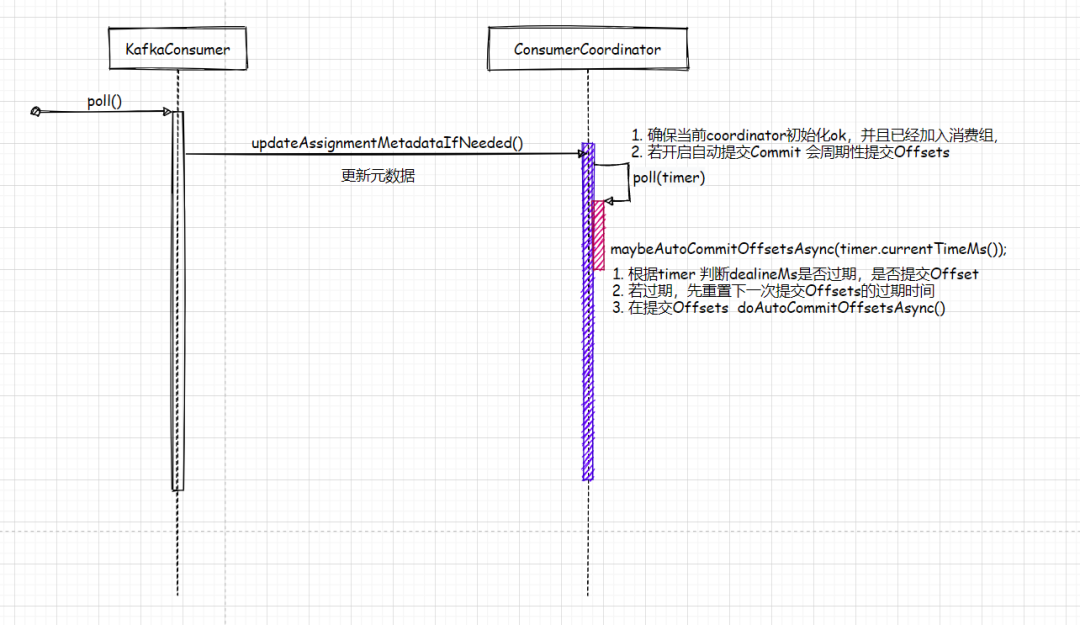 KafkaConsumer
ConsumerCoordinator
poll()
updateAssignmentMetadataIfNeeded()
更新元数据
1. 确保当前coordinator初始化ok，并且已经加入消费组，
2. 若开启自动提交Commit 会周期性提交Offsets
poll(timer)
maybeAutoCommitOffsetsAsync(timer.currentTimeMs());
1. 根据timer 判断dealineMs是否过期，是否提交Offset
2. 若过期，先重置下一次提交Offsets的过期时间
3. 在提交Offsets doAutoCommitOffsetsAsync()